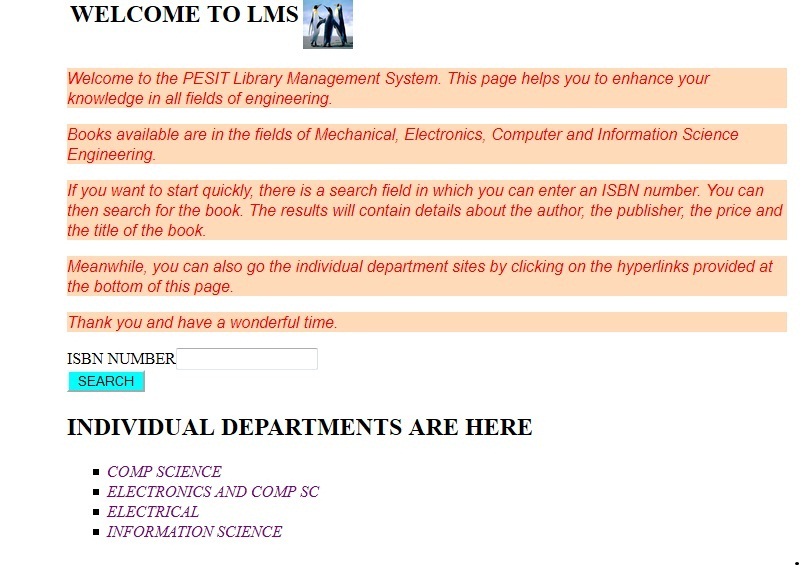 WELCOME TO LMS
Welcome to the PESIT Library Management System. This page helps you to enhance your
knowledge in all fields of engineering.
Books available are in the fields of Mechanical, Electronics, Computer and Information Science
Engineering.
If you want to start quickly, there is a search field in which you can enter an ISBN number. You can
then search for the book. The results will contain details about the author, the publisher, the price and
the title of the book.
Meanwhile, you can also go the individual department sites by clicking on the hyperlinks provided at
the bottom of this page.
Thank you and have a wonderful time.
ISBN NUMBER
SEARCH
INDIVIDUAL DEPARTMENTS ARE HERE
COMP SCIENCE
ELECTRONICS AND COMP SC
ELECTRICAL
INFORMATION SCIENCE